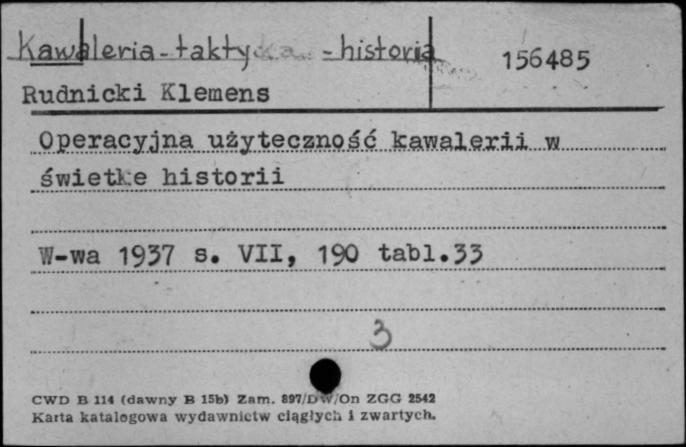 Kawaleria-taktyka - historia
156485
Rudnicki Klemens
Operacyjna użyteczność kawalerii w
świetke historii
W-wa 1937 s. VII, 190 tabl.33
3
CWD B 114 (dawny B 15b) Zam. 897/DW/On ZGG 2542
Karta katalogowa wydawnictw ciągłych i zwartych.